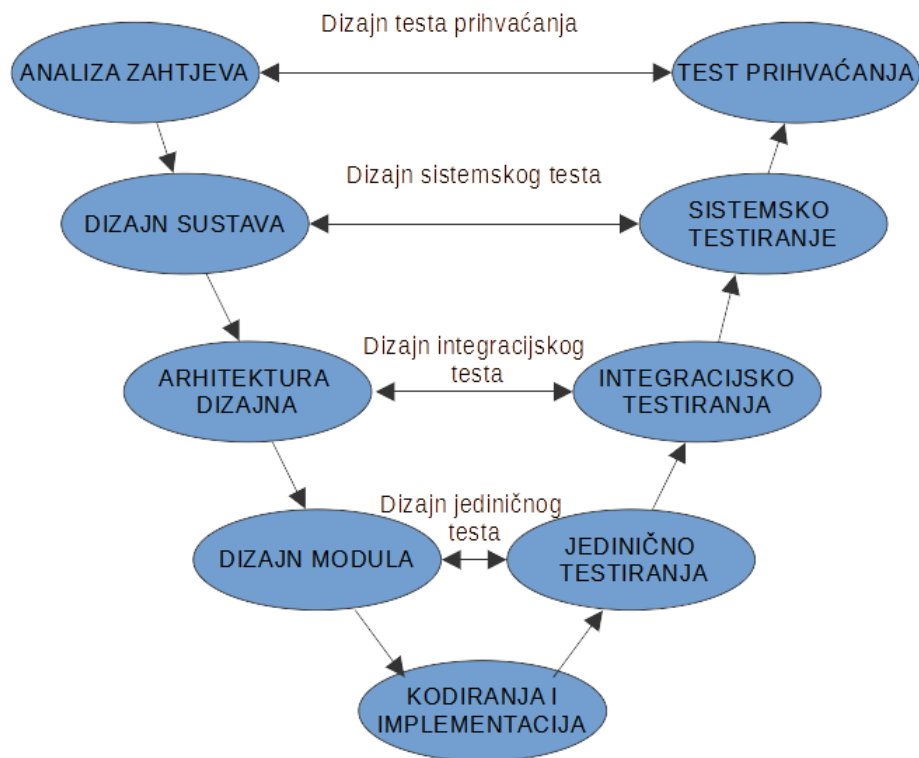 Dizajn testa prihvaćanja
ANALIZA ZAHTJEVA
TEST PRIHVAĆANJA
Dizajn sistemskog testa
DIZAJN SUSTAVA
SISTEMSKO
TESTIRANJE
Dizajn integracijskog
testa
ARHITEKTURA
DIZAJNA
INTEGRACIJSKO
TESTIRANJA
Dizajn jediničnog
testa
DIZAJN MODULA
JEDINIČNO
TESTIRANJA
KODIRANJA I
IMPLEMENTACIJA